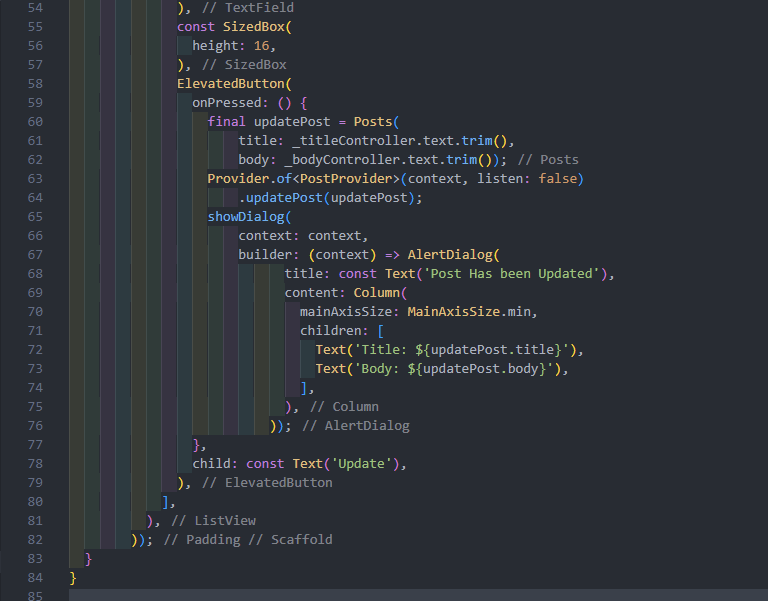 54 ), // TextField
55 const SizedBox(
56 height: 16,
57 ), // SizedBox
58 ElevatedButton(
59 onPressed: () {
60 final updatePost = Posts(
61 title: _titleController.text.trim(),
62 body: _bodyController.text.trim()); // Posts
63 Provider.of<PostProvider>(context, listen: false)
64 .updatePost(updatePost);
65 showDialog(
66 context: context,
67 builder: (context) => AlertDialog(
68 title: const Text('Post Has been Updated'),
69 content: Column(
70 mainAxisSize: MainAxisSize.min,
71 children: [
72 Text('Title: ${updatePost.title}'),
73 Text('Body: ${updatePost.body}'),
74 ],
75 ), // Column
76 )); // AlertDialog
77 },
78 child: const Text('Update'),
79 ), // ElevatedButton
80 ],
81 ), // ListView
82 )); // Padding // Scaffold
83 }
84 }
85